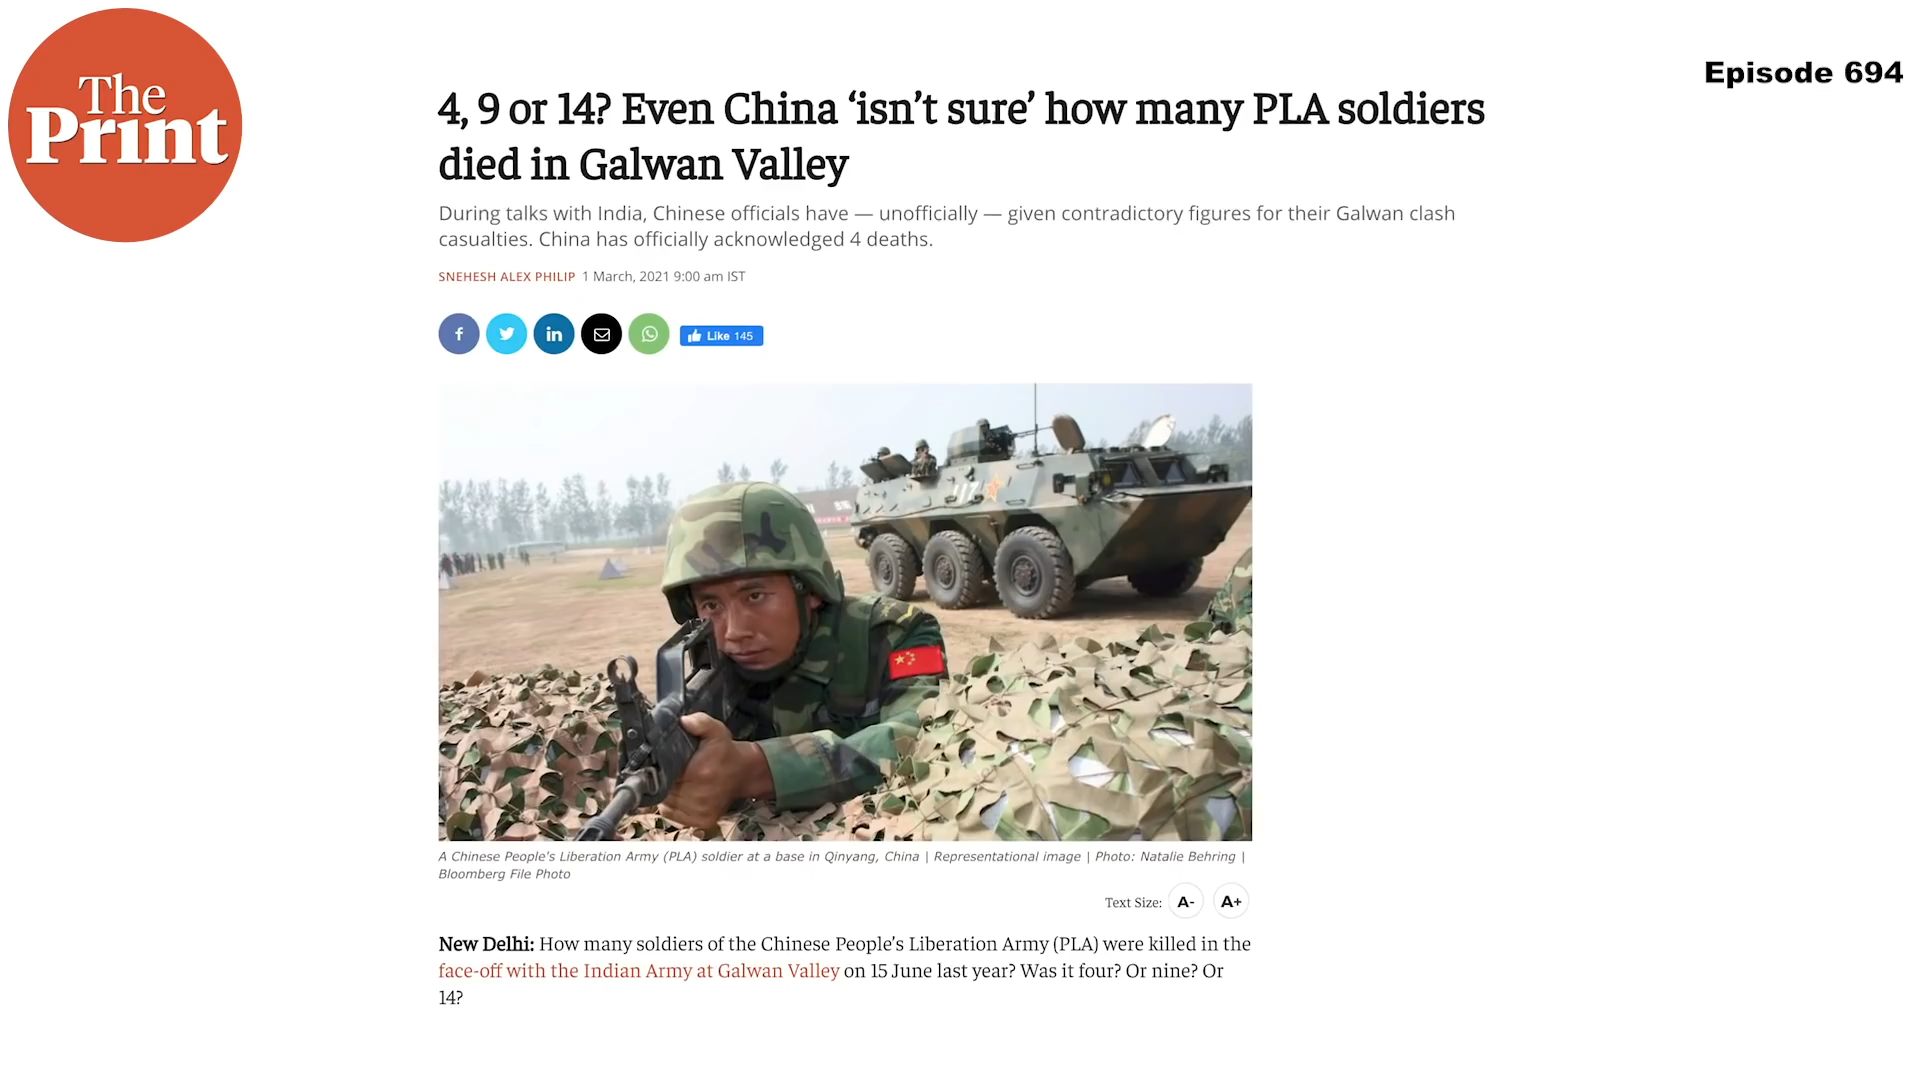 The
Print
Episode 694
4, 9 or 14? Even China ‘isn’t sure’ how many PLA soldiers
died in Galwan Valley
During talks with India, Chinese officials have — unofficially — given contradictory figures for their Galwan clash
casualties. China has officially acknowledged 4 deaths.
SNEHESH ALEX PHILIP 1 March, 2021 9:00 am IST
f
in
Like 145
A Chinese People's Liberation Army (PLA) soldier at a base in Qinyang, China | Representational image | Photo: Natalie Behring |
Bloomberg File Photo
Text Size: A- A+
New Delhi: How many soldiers of the Chinese People’s Liberation Army (PLA) were killed in the
face-off with the Indian Army at Galwan Valley on 15 June last year? Was it four? Or nine? Or
14?